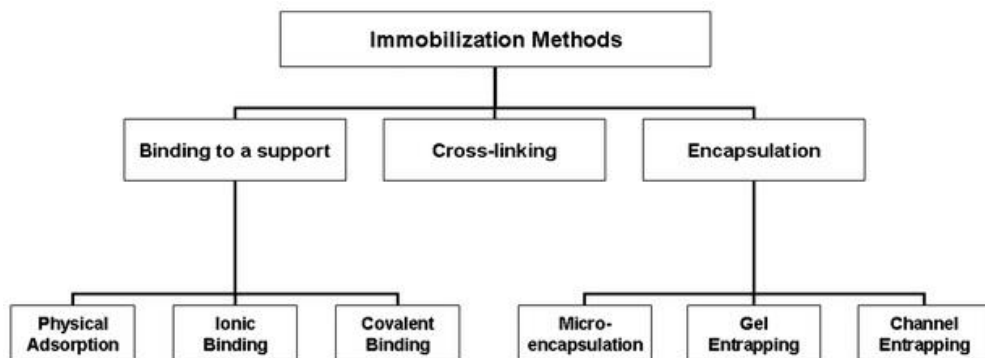 Immobilization Methods
Binding to a support
Cross-linking
Encapsulation
Physical
Adsorption
Ionic
Binding
Covalent
Binding
Micro-
encapsulation
Gel
Entrapping
Channel
Entrapping